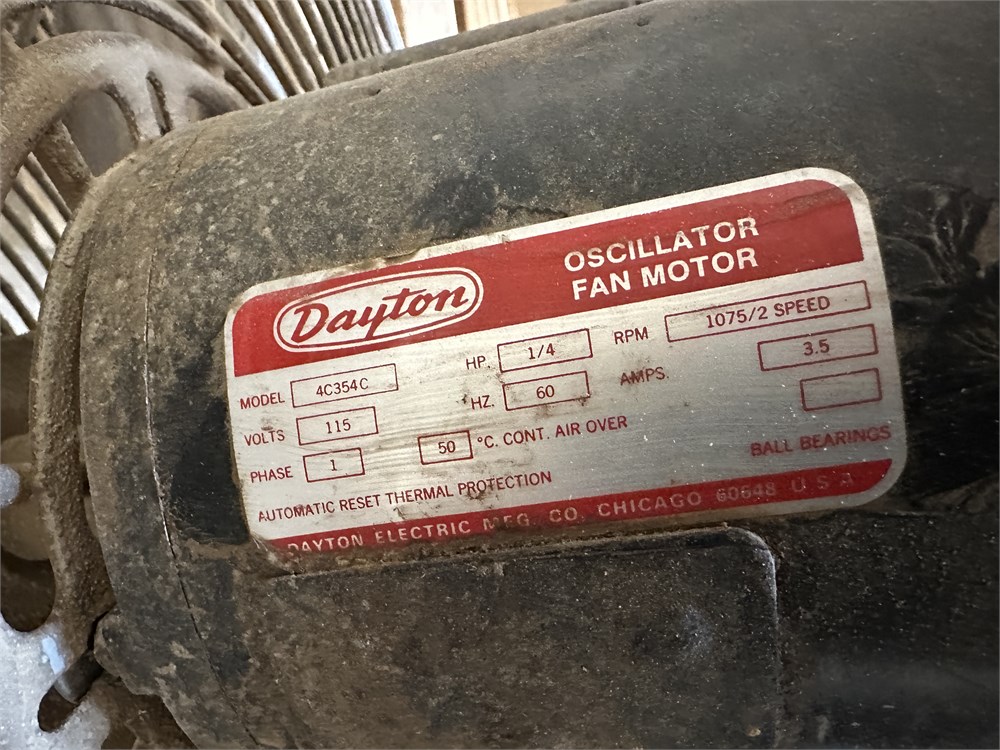 Dayton
OSCILLATOR
FAN MOTOR
MODEL 4C354C HP. 1/4 RPM 1075/2 SPEED
VOLTS 115 HZ. 60 AMPS. 3.5
PHASE 1 50 °C. CONT. AIR OVER
AUTOMATIC RESET THERMAL PROTECTION BALL BEARINGS
DAYTON ELECTRIC MFG. CO. CHICAGO 60648 U S A